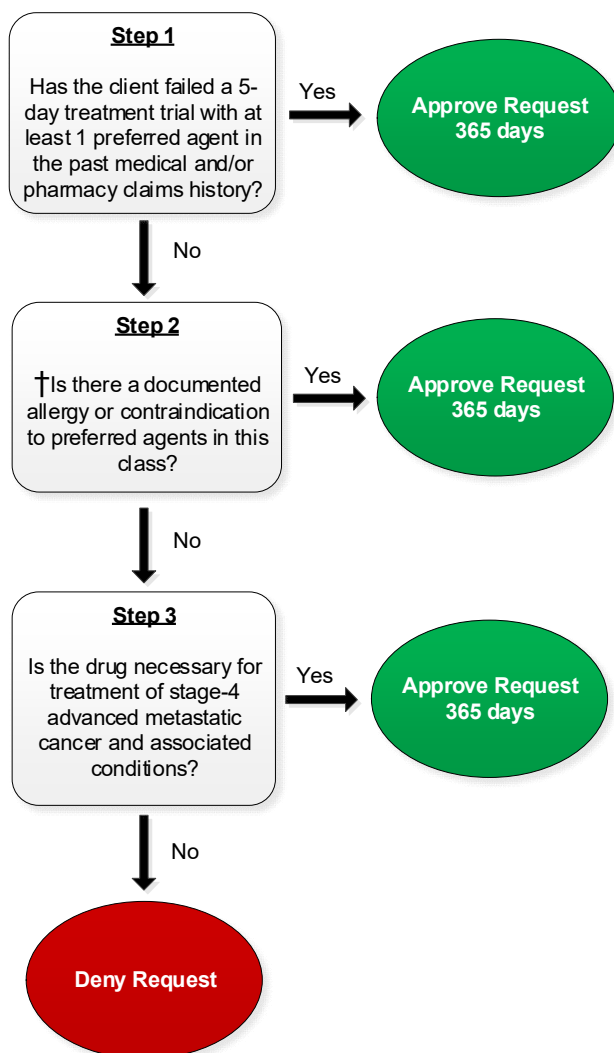 Step 1
Has the client failed a 5-
day treatment trial with at
least 1 preferred agent in
the past medical and/or
pharmacy claims history?
Yes
Approve Request
365 days
No
Step 2
†Is there a documented
allergy or contraindication
to preferred agents in this
class?
Yes
Approve Request
365 days
No
Step 3
Is the drug necessary for
treatment of stage-4
advanced metastatic
cancer and associated
conditions?
Yes
Approve Request
365 days
No
Deny Request